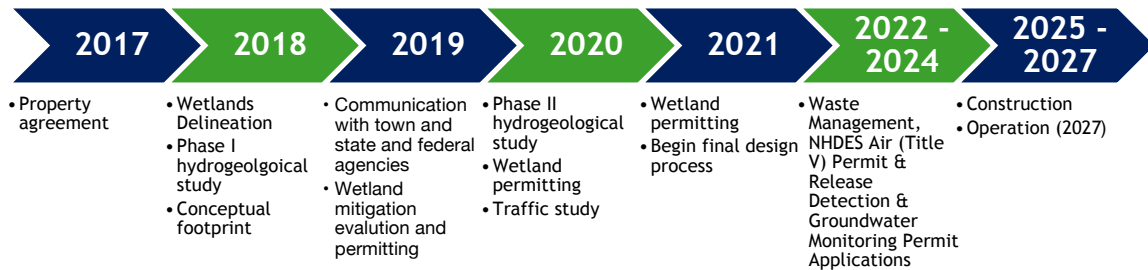 2017
• Property
agreement
2018
• Wetlands
Delineation
• Phase I
hydrogeolgoical
study
• Conceptual
footprint
2019
• Communication
with town and
state and federal
agencies
• Wetland
mitigation
evalution and
permitting
2020
• Phase II
hydrogeological
study
• Wetland
permitting
• Traffic study
2021
• Wetland
permitting
• Begin final design
process
2022 -
2024
• Waste
Management,
NHDES Air (Title
V) Permit &
Release
Detection &
Groundwater
Monitoring Permit
Applications
2025 -
2027
• Construction
• Operation (2027)